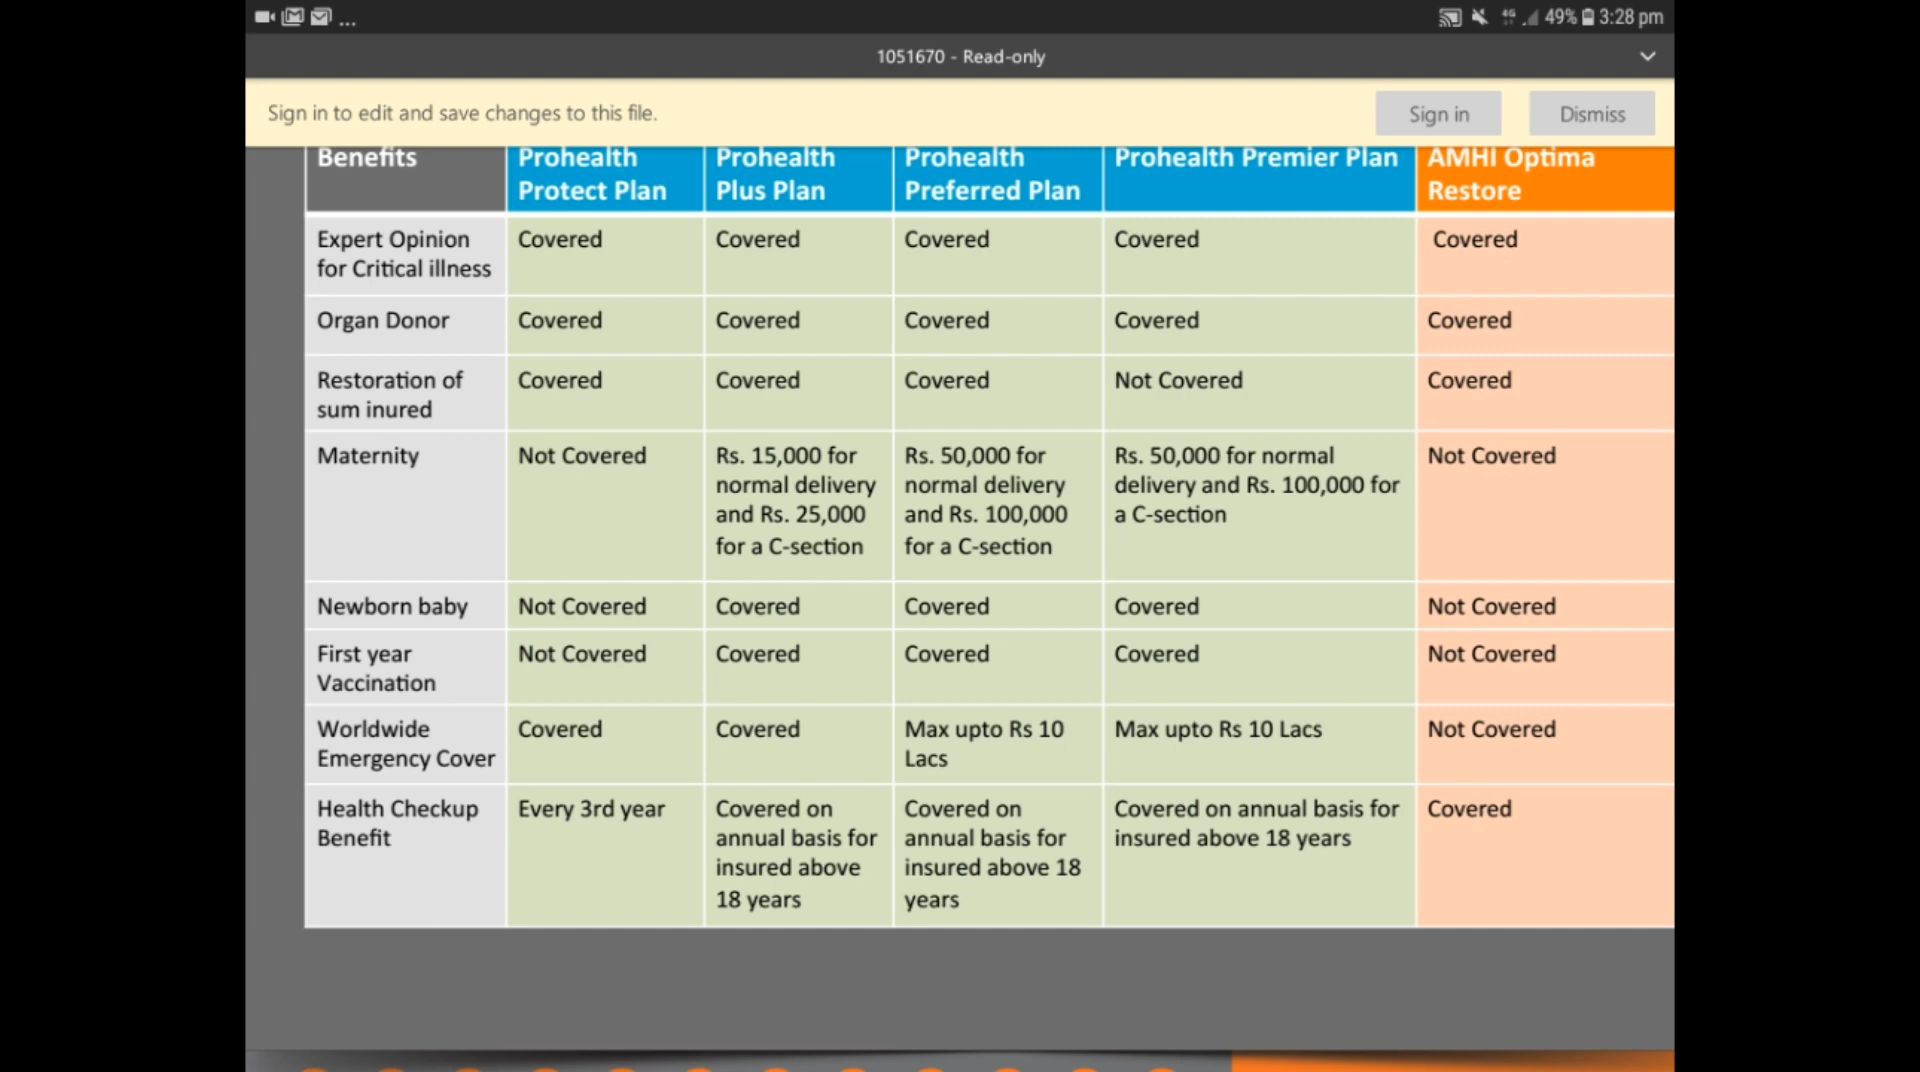 ... 4G 49% 3:28 pm
1051670 - Read-only
Sign in to edit and save changes to this file.
Sign in
Dismiss
Benefits
Prohealth
Protect Plan
Prohealth
Plus Plan
Prohealth
Preferred Plan
Prohealth Premier Plan
AMHI Optima
Restore
Expert Opinion
for Critical illness
Covered
Covered
Covered
Covered
Covered
Organ Donor
Covered
Covered
Covered
Covered
Covered
Restoration of
sum inured
Covered
Covered
Covered
Not Covered
Covered
Maternity
Not Covered
Rs. 15,000 for
normal delivery
and Rs. 25,000
for a C-section
Rs. 50,000 for
normal delivery
and Rs. 100,000
for a C-section
Rs. 50,000 for normal
delivery and Rs. 100,000 for
a C-section
Not Covered
Newborn baby
Not Covered
Covered
Covered
Covered
Not Covered
First year
Vaccination
Not Covered
Covered
Covered
Covered
Not Covered
Worldwide
Emergency Cover
Covered
Covered
Max upto Rs 10
Lacs
Max upto Rs 10 Lacs
Not Covered
Health Checkup
Benefit
Every 3rd year
Covered on
annual basis for
insured above
18 years
Covered on
annual basis for
insured above 18
years
Covered on annual basis for
insured above 18 years
Covered